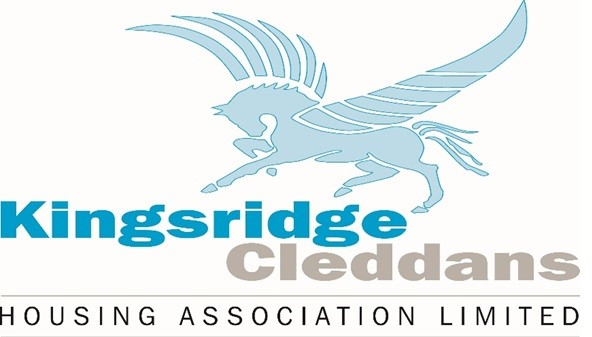 Kingsridge
Cleddans
HOUSING ASSOCIATION LIMITED